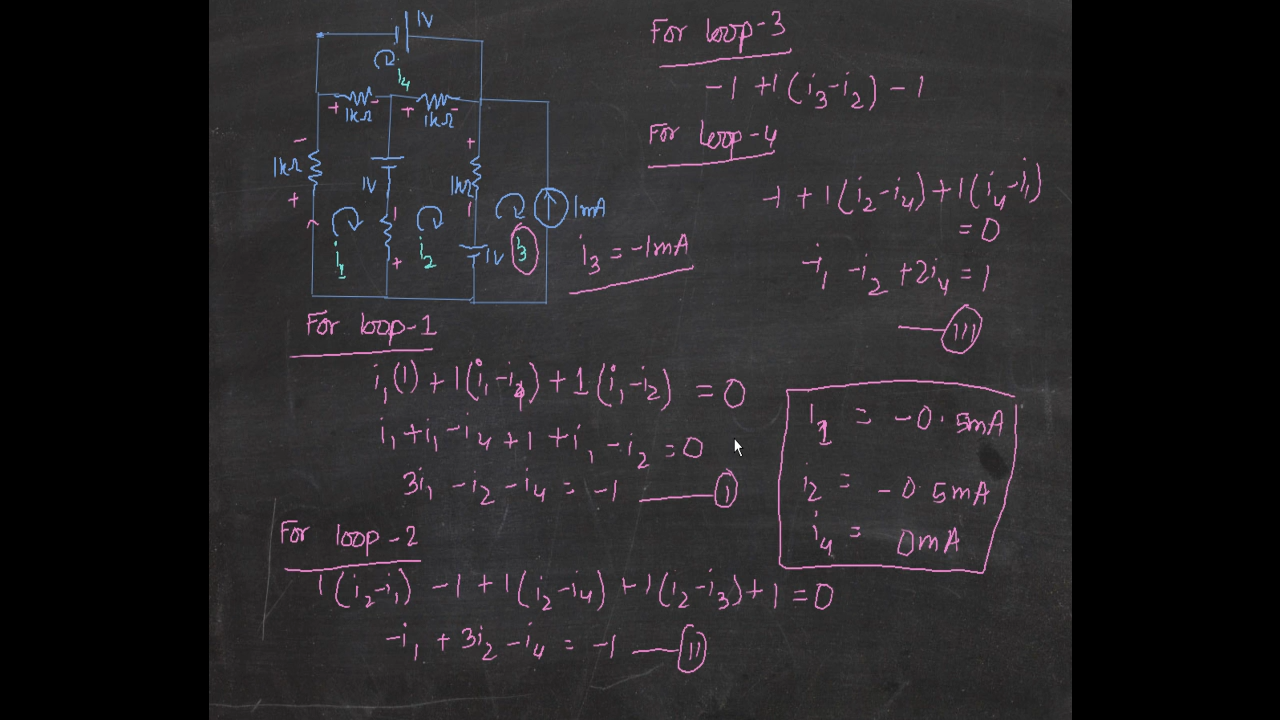 1V
i4
+ - + -
1kΩ 1kΩ
- +
1kΩ 1V 1kΩ
+ 1mA
i1 + i2 1V i3
i3 = -1mA
For loop-1
i1(1) + 1(i1-i4) + 1(i1-i2) = 0
i1 + i1 - i4 + 1 + i1 - i2 = 0
3i1 - i2 - i4 = -1 — I
For loop-2
1(i2-i1) - 1 + 1(i2-i4) + 1(i2-i3) + 1 = 0
-i1 + 3i2 - i4 = -1 — II
For loop-3
-1 + 1(i3-i2) - 1
For loop-4
-1 + 1(i2-i4) + 1(i4-i1)
= 0
-i1 - i2 + 2i4 = 1
— III
I1 = -0.5mA
i2 = -0.5mA
i4 = 0mA